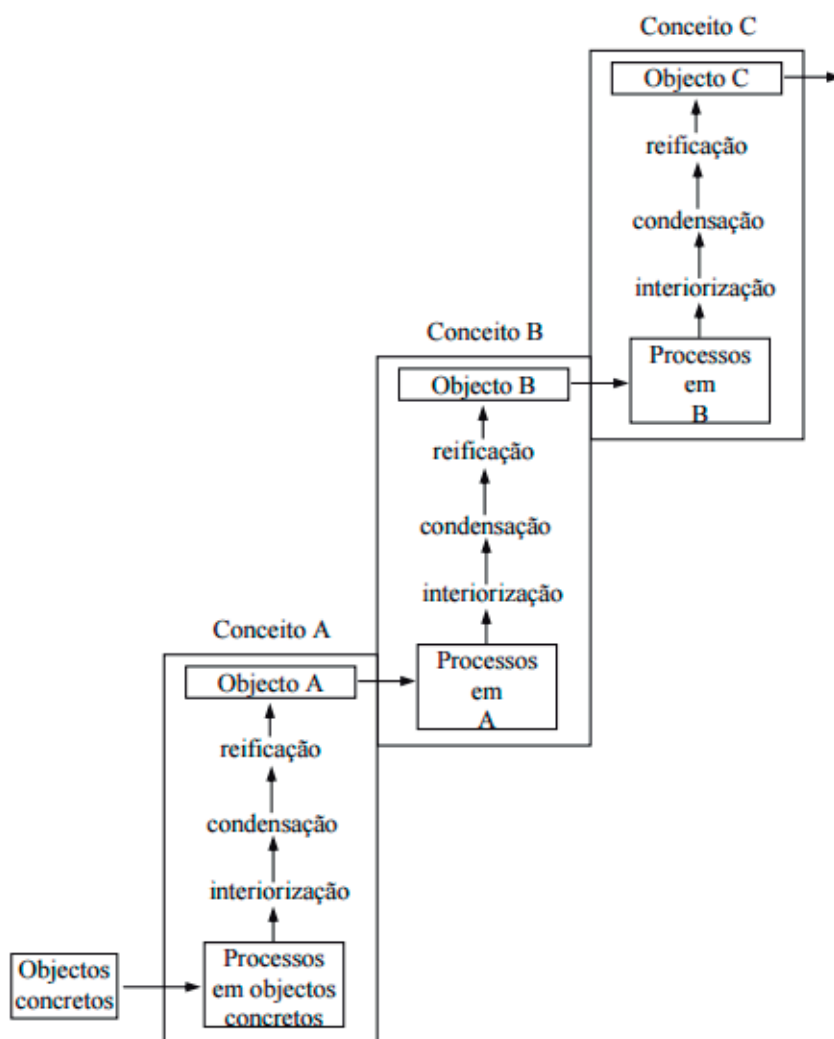 Conceito C
Objecto C
reificação
condensação
interiorização
Processos
em
B
Conceito B
Objecto B
reificação
condensação
interiorização
Processos
em
A
Conceito A
Objecto A
reificação
condensação
interiorização
Processos
em objectos
concretos
Objectos
concretos